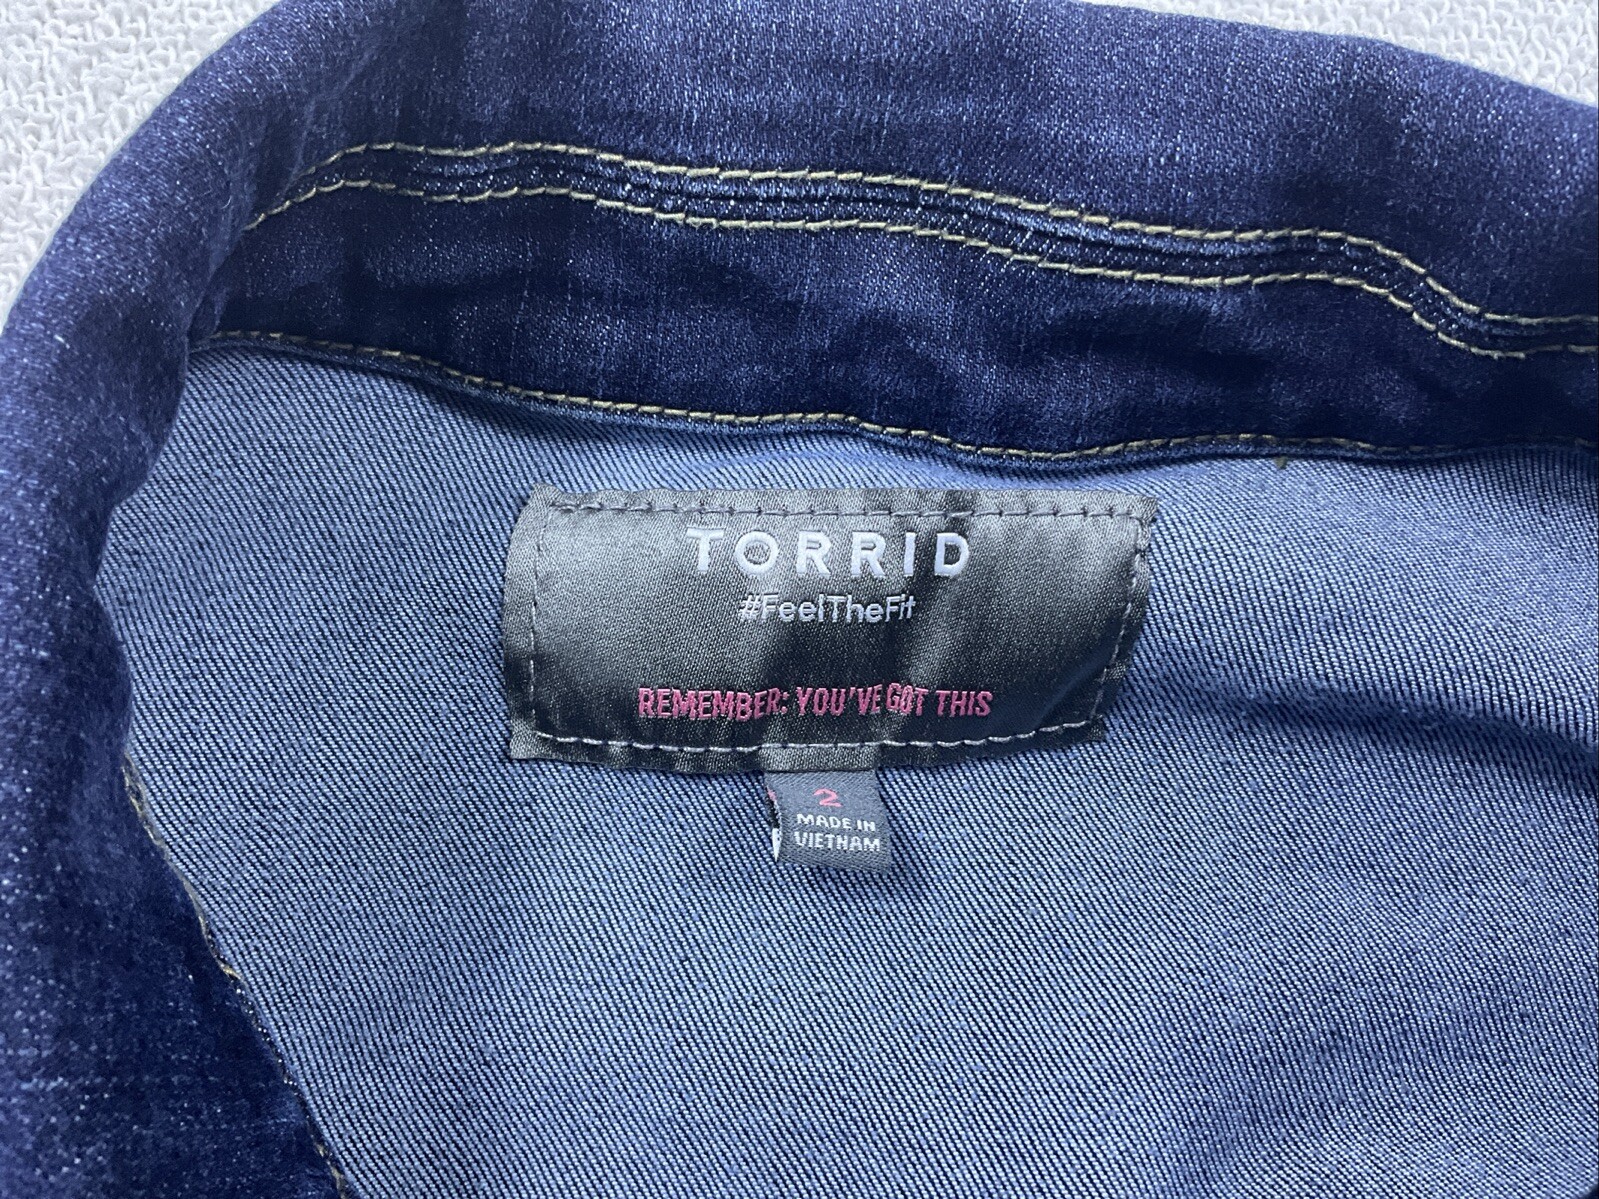 TORRID
#FeelTheFit
REMEMBER: YOU'VE GOT THIS
2
MADE IN
VIETNAM